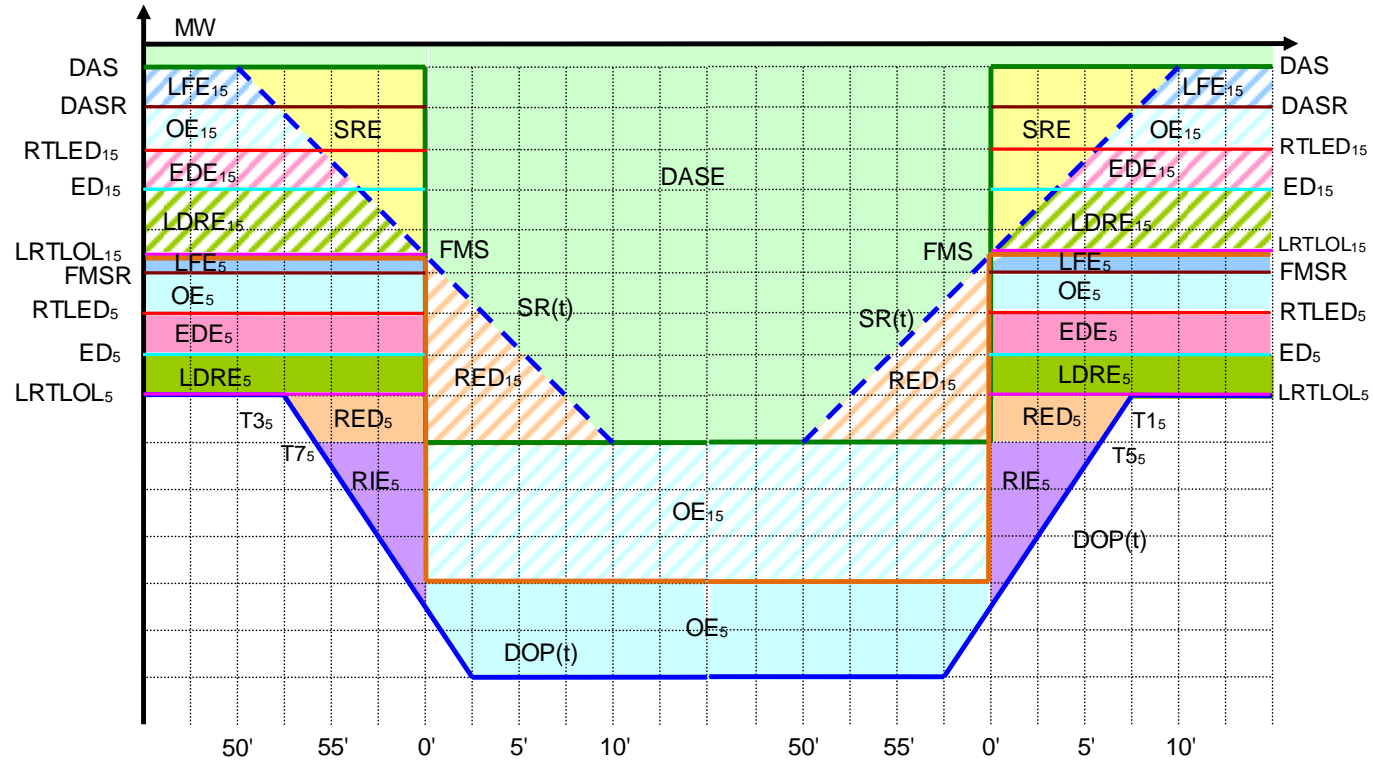 MW
DAS
DAS
LFE₁₅
LFE₁₅
DASR
DASR
OE₁₅
SRE
SRE
OE₁₅
RTLED₁₅
RTLED₁₅
EDE₁₅
DASE
EDE₁₅
ED₁₅
ED₁₅
LDRE₁₅
LDRE₁₅
LRTLOL₁₅
FMS
FMS
LRTLOL₁₅
LFE₅
LFE₅
FMSR
FMSR
OE₅
OE₅
RTLED₅
SR(t)
SR(t)
RTLED₅
EDE₅
EDE₅
ED₅
ED₅
LDRE₅
RED₁₅
RED₁₅
LDRE₅
LRTLOL₅
LRTLOL₅
T3₅
RED₅
RED₅
T1₅
T7₅
T5₅
RIE₅
RIE₅
OE₁₅
DOP(t)
OE₅
DOP(t)
50' 55' 0' 5' 10' 50' 55' 0' 5' 10'